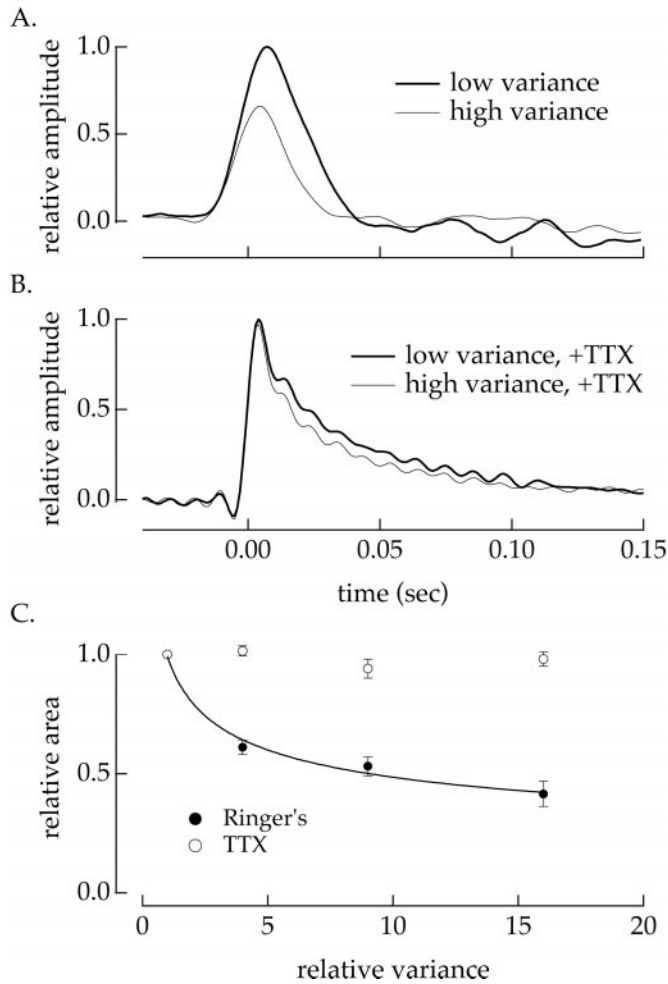 A.
relative amplitude
1.0
0.5
0.0
low variance
high variance
B.
relative amplitude
1.0
0.5
0.0
low variance, +TTX
high variance, +TTX
0.00 0.05 0.10 0.15
time (sec)
C.
relative area
1.0
0.5
0.0
Ringer's
TTX
0 5 10 15 20
relative variance